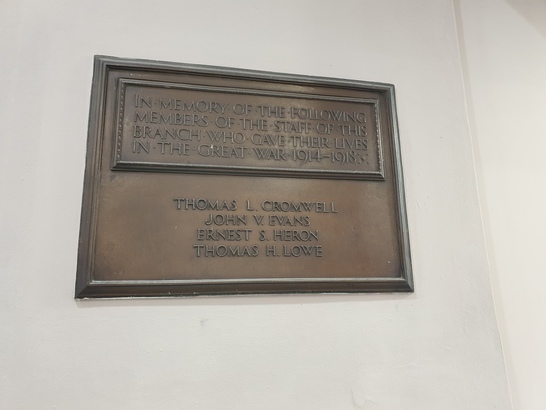 IN MEMORY OF THE FOLLOWING
MEMBERS OF THE STAFF OF THIS
BRANCH WHO GAVE THEIR LIVES
IN THE GREAT WAR 1914-1918
THOMAS L. CROMWELL
JOHN V. EVANS
ERNEST S. HERON
THOMAS H. LOWE